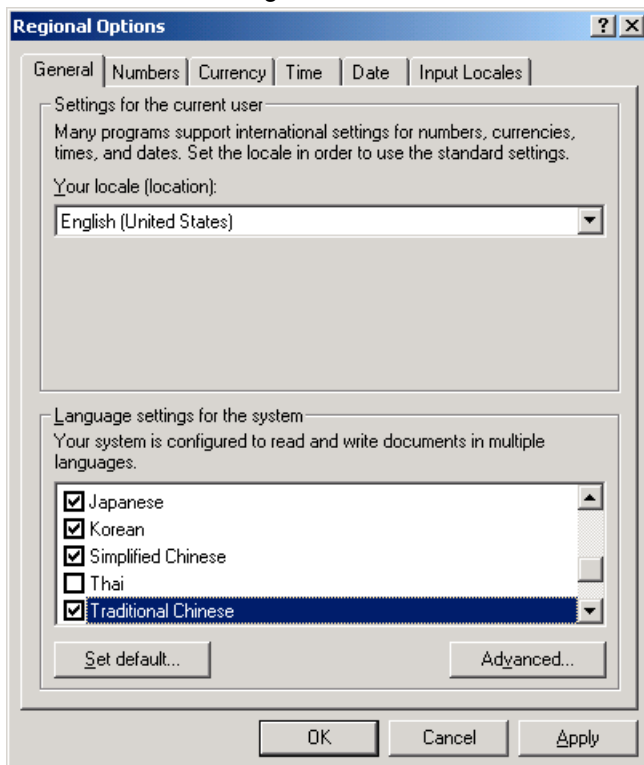 Regional Options
General
Numbers
Currency
Time
Date
Input Locales
Settings for the current user
Many programs support international settings for numbers, currencies,
times, and dates. Set the locale in order to use the standard settings.
Your locale (location):
English (United States)
Language settings for the system
Your system is configured to read and write documents in multiple
languages.
Japanese
Korean
Simplified Chinese
Thai
Traditional Chinese
Set default...
Advanced...
OK
Cancel
Apply